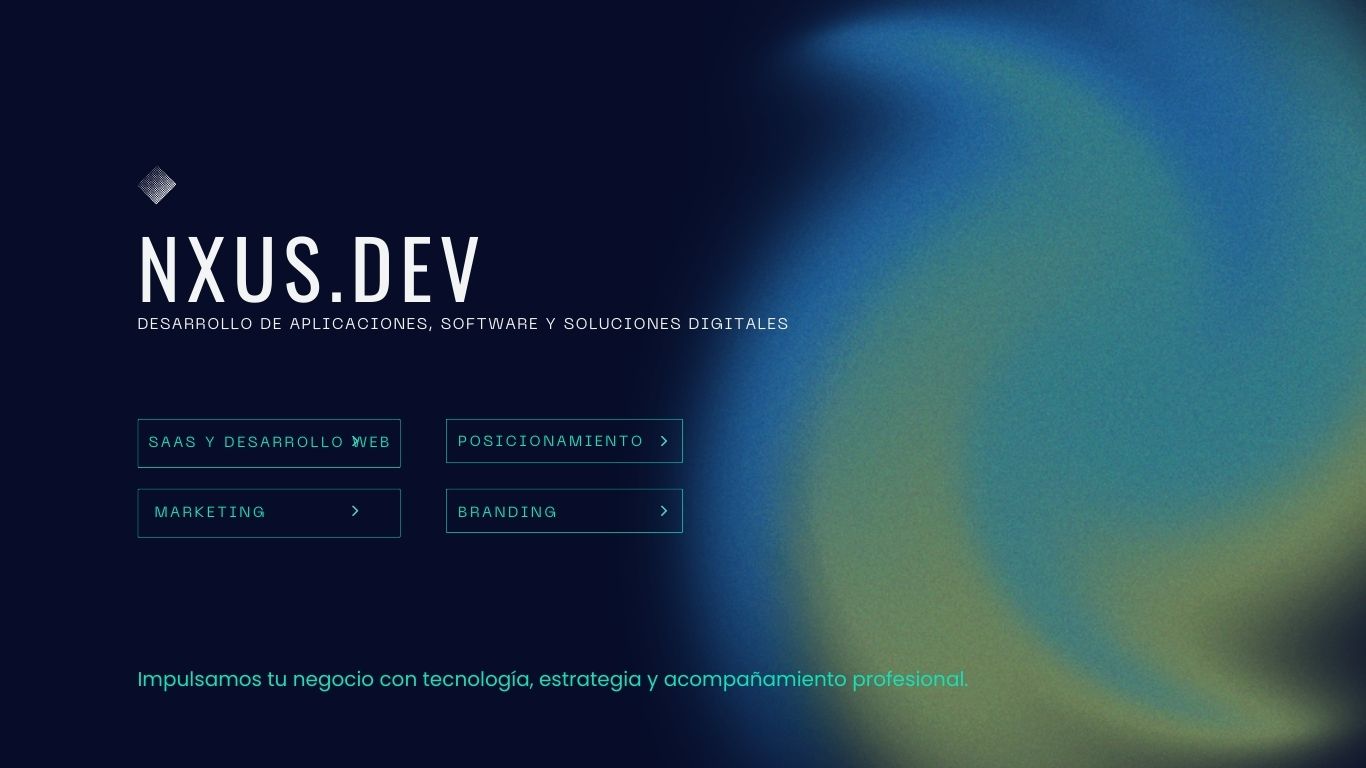 NXUS.DEV
DESARROLLO DE APLICACIONES, SOFTWARE Y SOLUCIONES DIGITALES
SAAS Y DESARROLLO WEB
POSICIONAMIENTO
MARKETING
BRANDING
Impulsamos tu negocio con tecnología, estrategia y acompañamiento profesional.